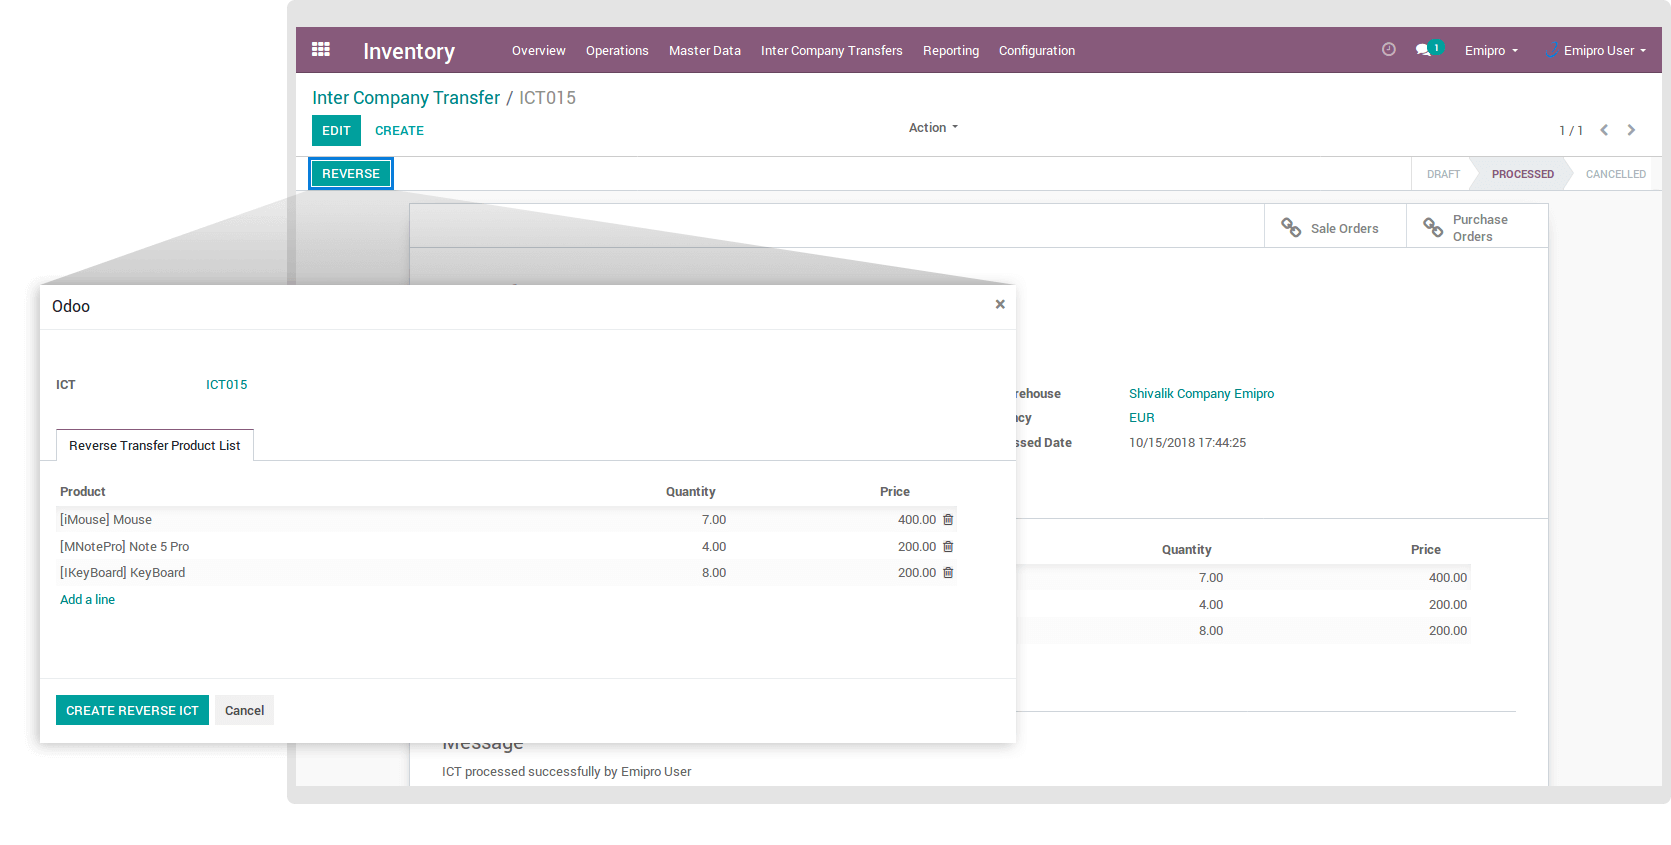 Inventory Overview Operations Master Data Inter Company Transfers Reporting Configuration 1 Emipro Emipro User
Inter Company Transfer / ICT015
EDIT CREATE Action 1 / 1
REVERSE DRAFT PROCESSED CANCELLED
Sale Orders
Purchase
Orders
Odoo ×
ICT ICT015
Reverse Transfer Product List
Product Quantity Price
[iMouse] Mouse 7.00 400.00
[MNotePro] Note 5 Pro 4.00 200.00
[IKeyBoard] KeyBoard 8.00 200.00
Add a line
CREATE REVERSE ICT Cancel
rehouse Shivalik Company Emipro
ncy EUR
ssed Date 10/15/2018 17:44:25
Quantity Price
7.00 400.00
4.00 200.00
8.00 200.00
Message
ICT processed successfully by Emipro User